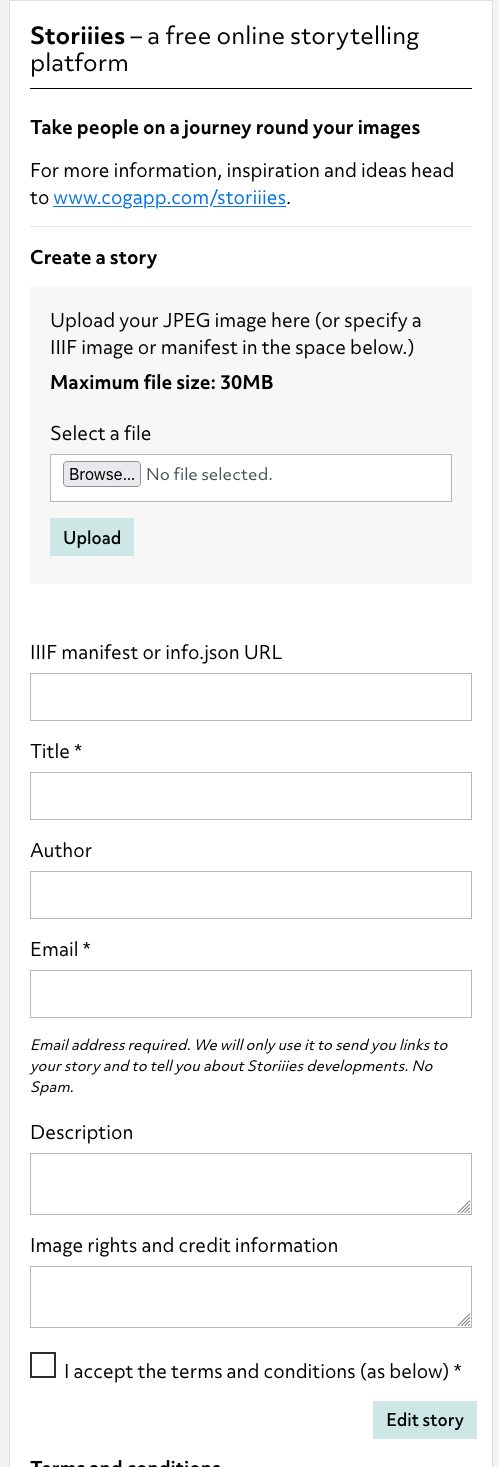 Storiiies – a free online storytelling
platform
Take people on a journey round your images
For more information, inspiration and ideas head
to www.cogapp.com/storiiies.
Create a story
Upload your JPEG image here (or specify a
IIIF image or manifest in the space below.)
Maximum file size: 30MB
Select a file
Browse... No file selected.
Upload
IIIF manifest or info.json URL
Title *
Author
Email *
Email address required. We will only use it to send you links to
your story and to tell you about Storiiies developments. No
Spam.
Description
Image rights and credit information
I accept the terms and conditions (as below) *
Edit story
Terms and conditions